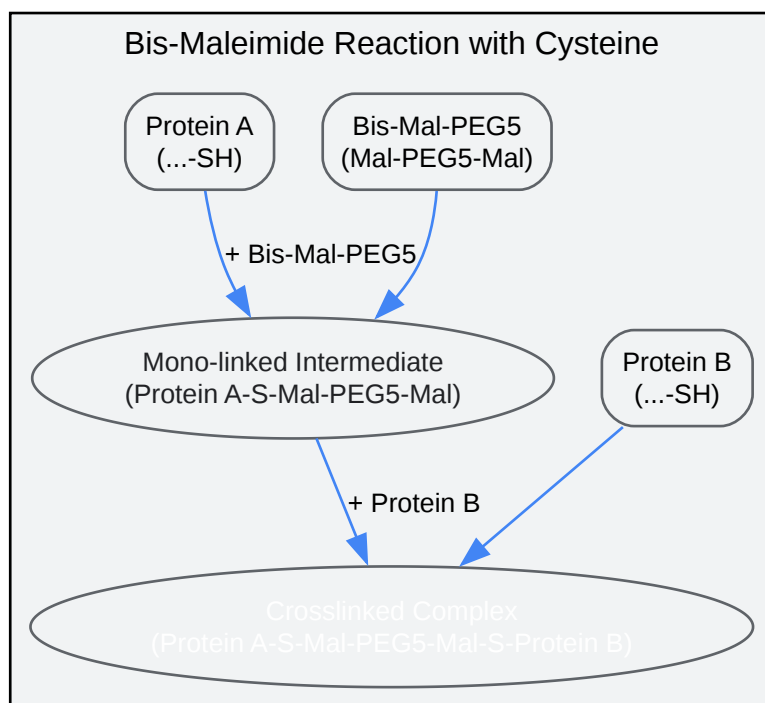 Bis-Maleimide Reaction with Cysteine
Protein A
(...-SH)
Bis-Mal-PEG5
(Mal-PEG5-Mal)
+ Bis-Mal-PEG5
Mono-linked Intermediate
(Protein A-S-Mal-PEG5-Mal)
Protein B
(...-SH)
+ Protein B
Crosslinked Complex
(Protein A-S-Mal-PEG5-Mal-S-Protein B)